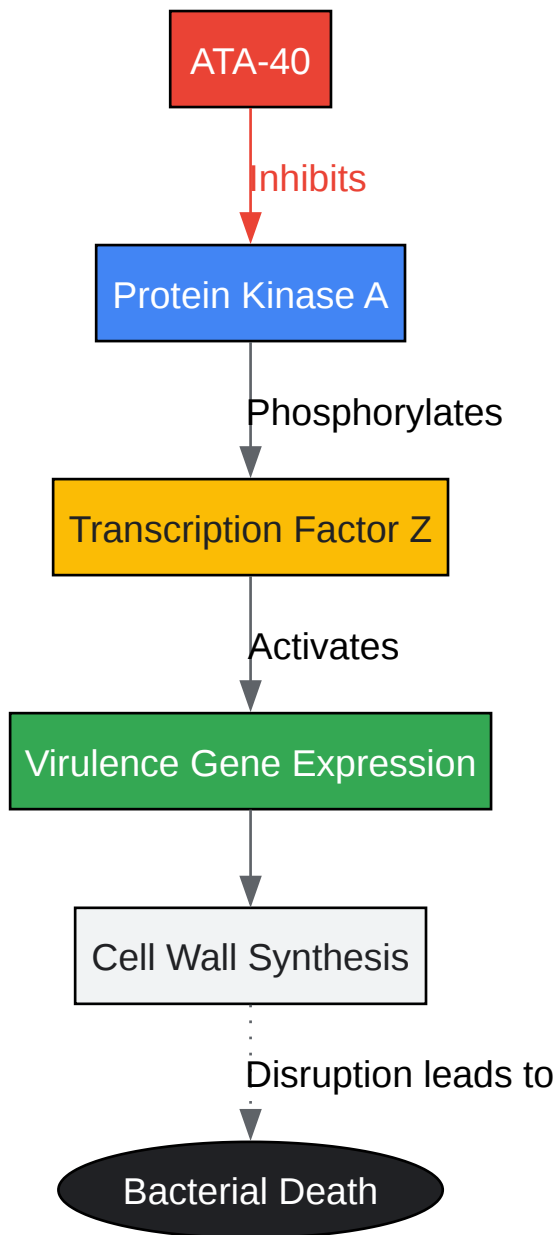 ATA-40
Inhibits
Protein Kinase A
Phosphorylates
Transcription Factor Z
Activates
Virulence Gene Expression
Cell Wall Synthesis
Disruption leads to
Bacterial Death